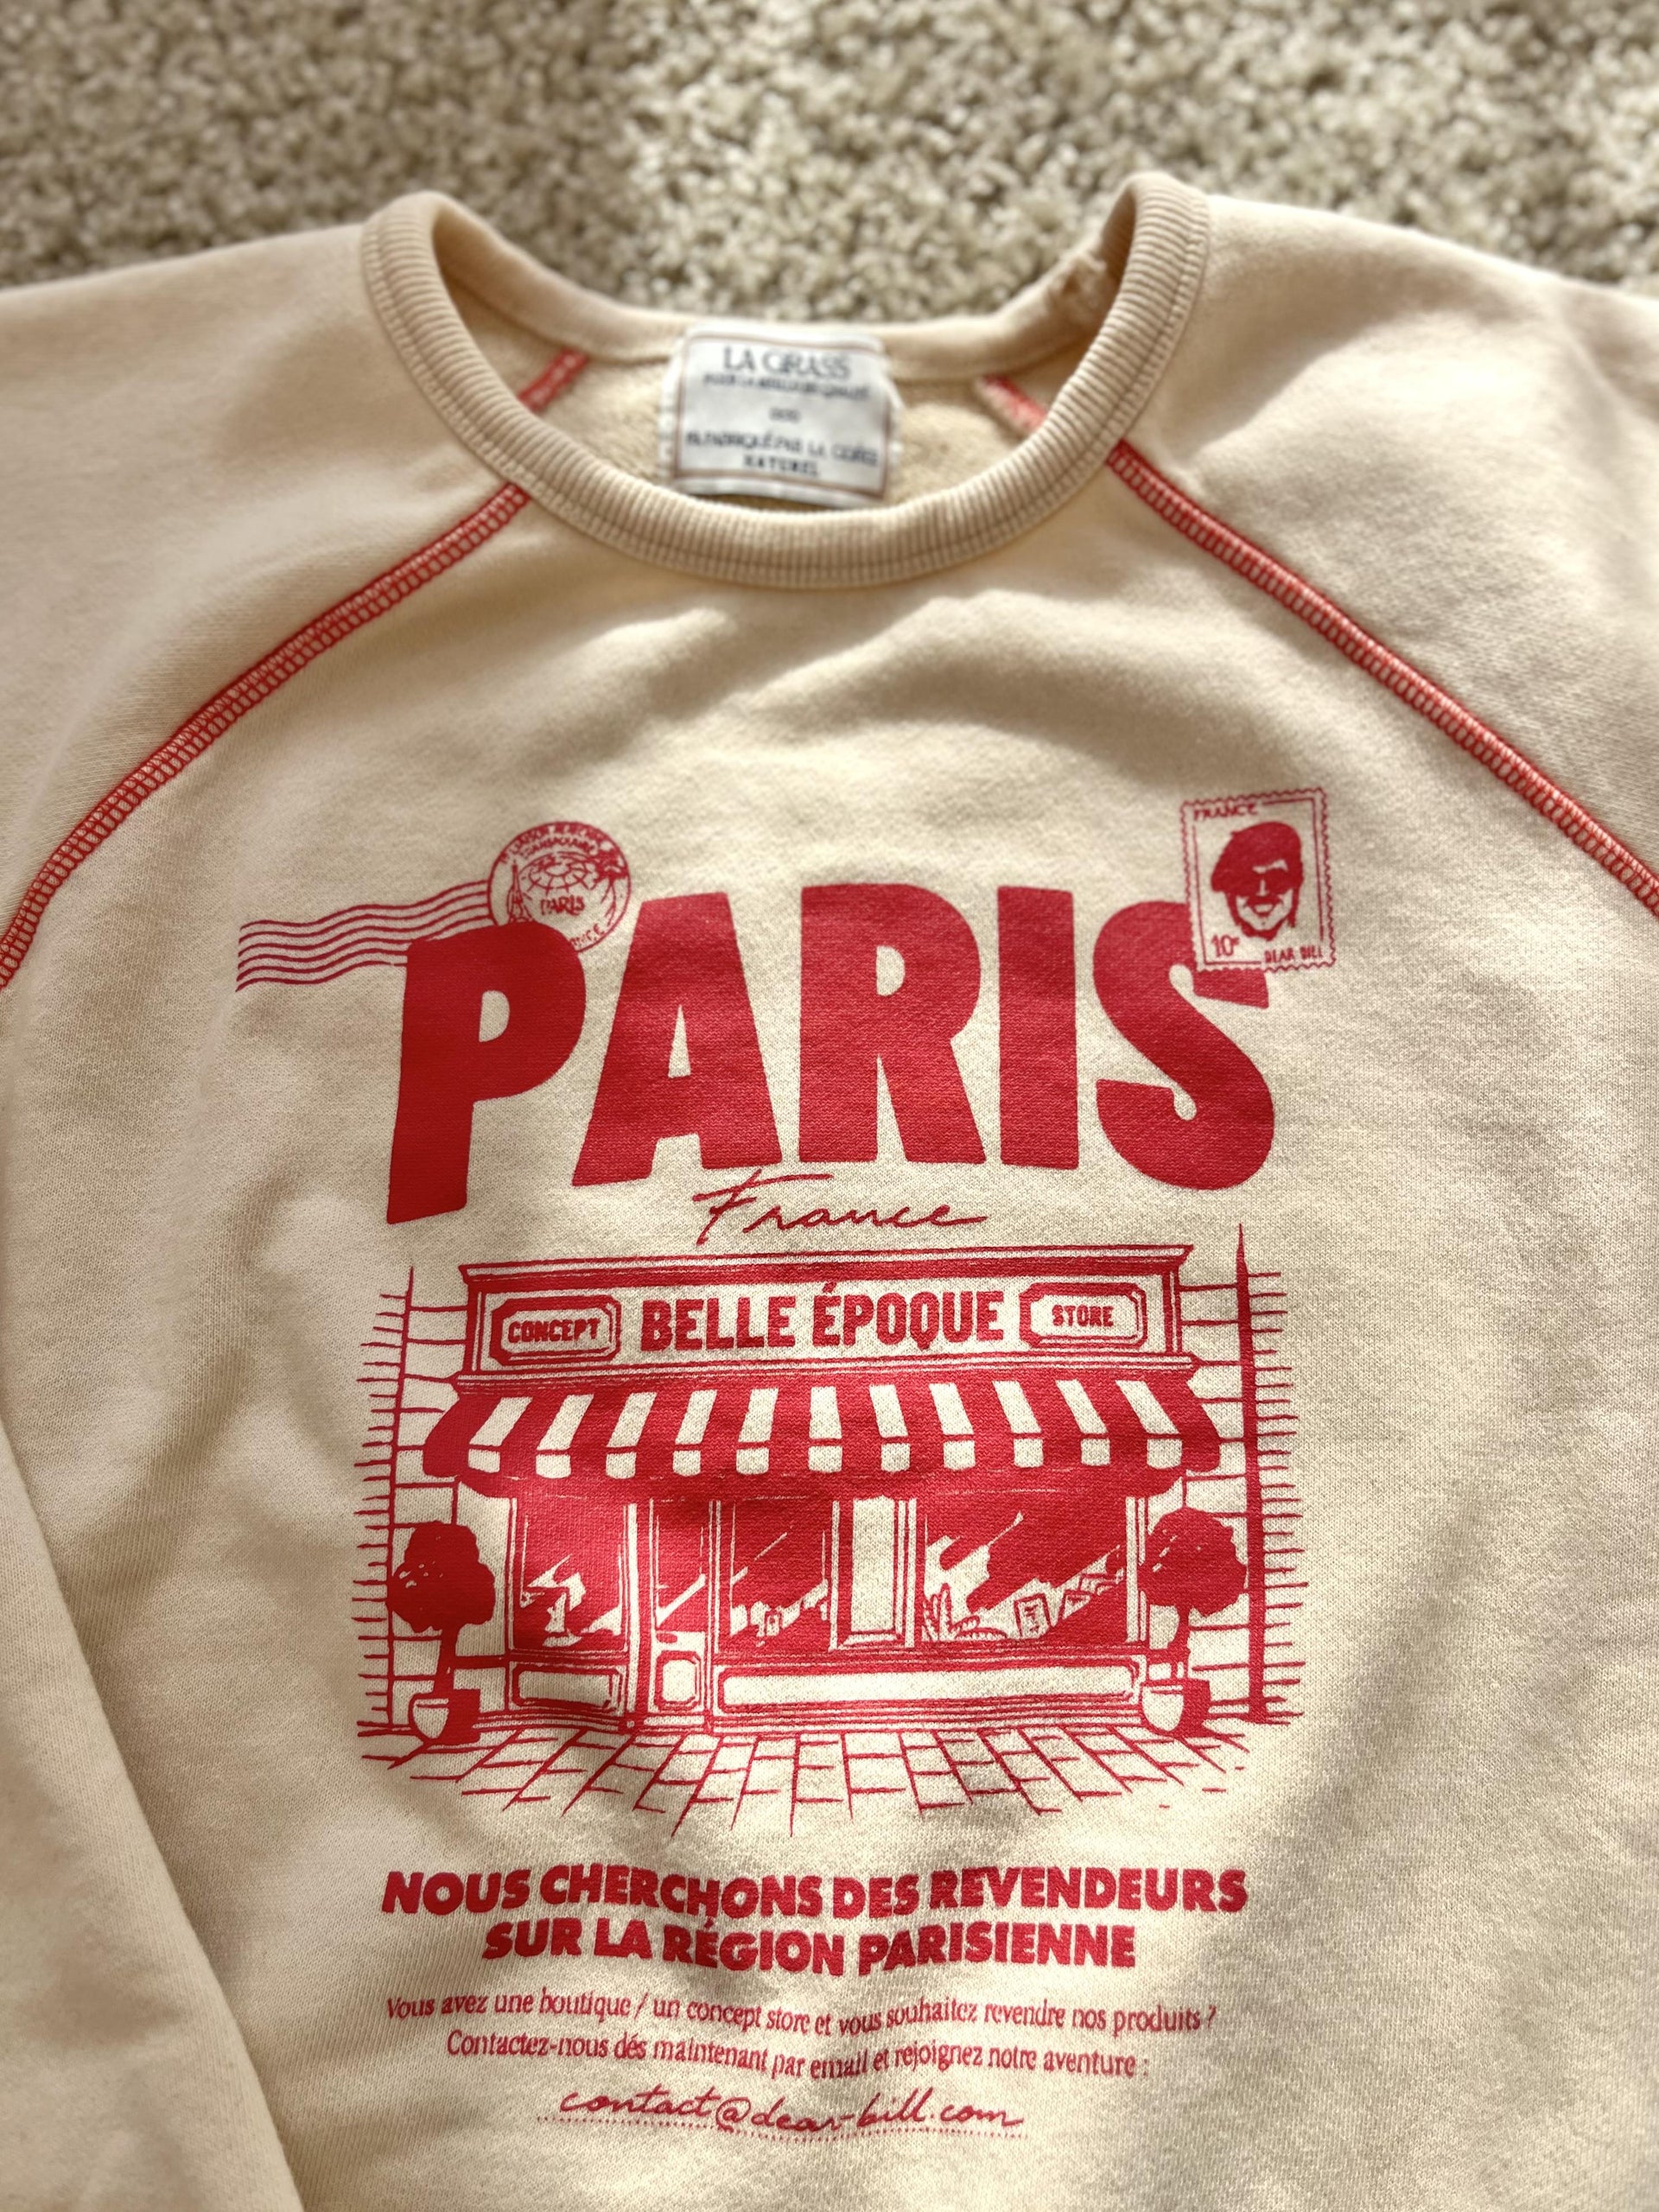 LA GRASS
NATUREL
PARIS
FRANCE
10
DEAR BILL
PARIS
France
CONCEPT
BELLE ÉPOQUE
STORE
NOUS CHERCHONS DES REVENDEURS
SUR LA RÉGION PARISIENNE
Vous avez une boutique / un concept store et vous souhaitez revendre nos produits ?
Contactez-nous dés maintenant par email et rejoignez notre aventure :
contact@dear-bill.com